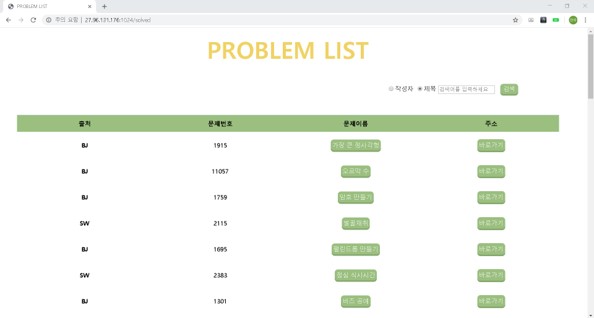 PROBLEM LIST
주의 요함 | 27.96.131.176:1024/solved
PROBLEM LIST
작성자 제목 검색어를 입력하세요 검색
출처 문제번호 문제이름 주소
BJ 1915 가장 큰 정사각형 바로가기
BJ 11057 오르막 수 바로가기
BJ 1759 암호 만들기 바로가기
SW 2115 벌꿀채취 바로가기
BJ 1695 팰린드롬 만들기 바로가기
SW 2383 점심 식사시간 바로가기
BJ 1301 비즈 공예 바로가기